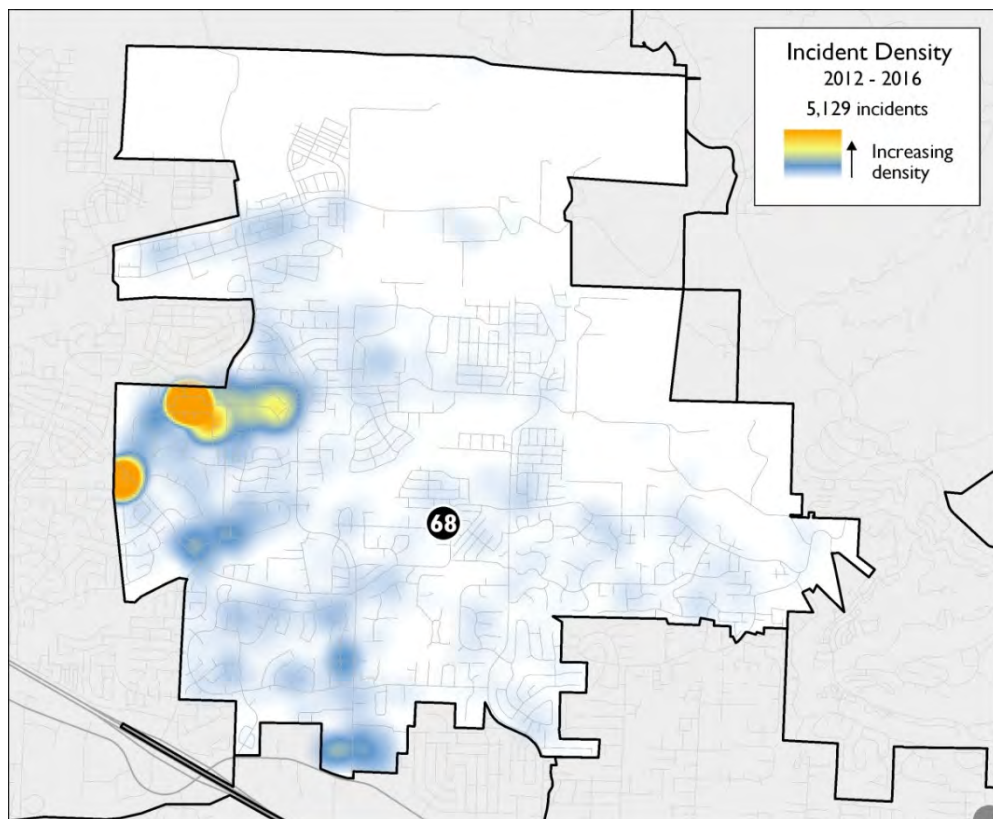 Incident Density
2012 - 2016
5,129 incidents
Increasing
density
68